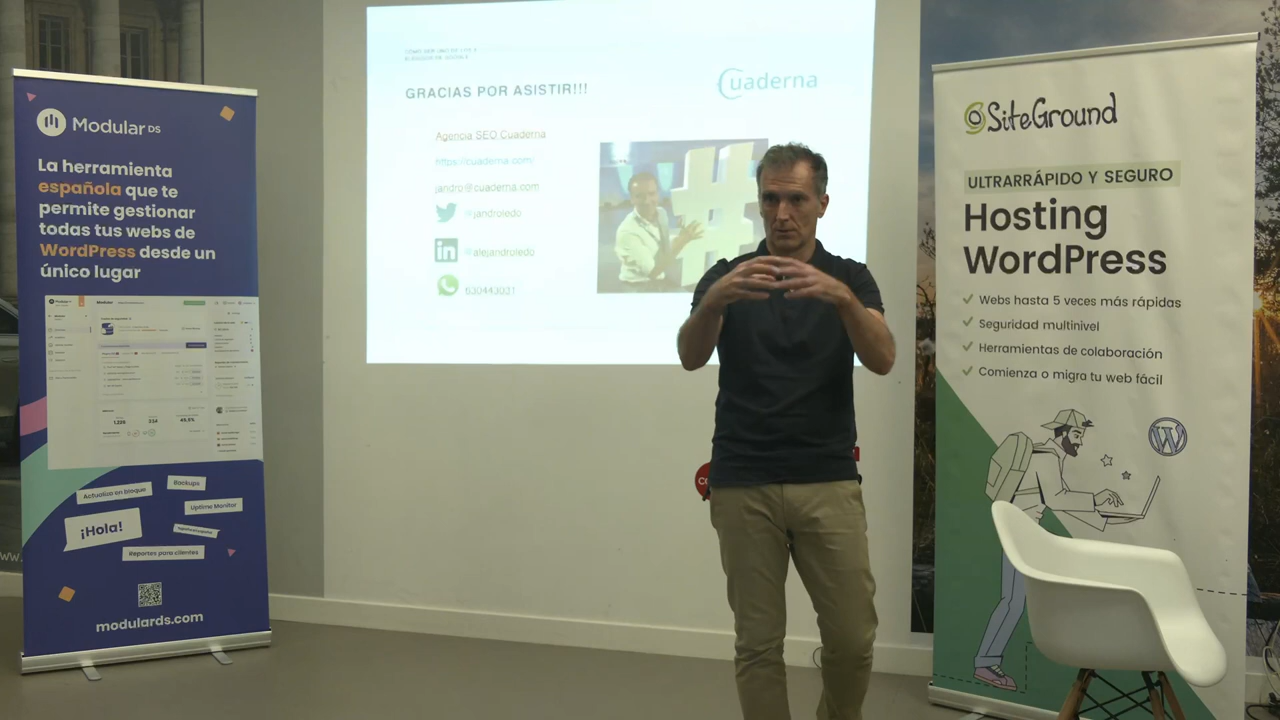 Modular DS
La herramienta
española que te
permite gestionar
todas tus webs de
WordPress desde un
único lugar
Modular
Actualiza en bloque
Backups
Uptime Monitor
¡Hola!
Reportes para clientes
modulards.com
GRACIAS POR ASISTIR!!!
Cuaderna
Agencia SEO Cuaderna
https://cuaderna.com/
jandro@cuaderna.com
@jandroledo
@alejandroledo
630443031
SiteGround
ULTRARRÁPIDO Y SEGURO
Hosting
WordPress
Webs hasta 5 veces más rápidas
Seguridad multinivel
Herramientas de colaboración
Comienza o migra tu web fácil